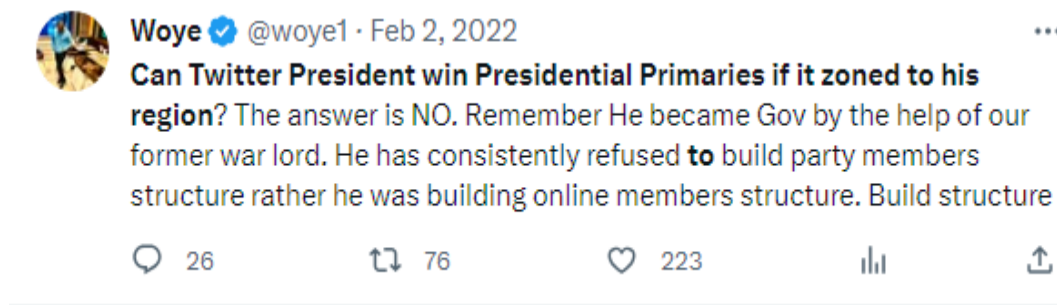 Woye @woye1 · Feb 2, 2022
Can Twitter President win Presidential Primaries if it zoned to his
region? The answer is NO. Remember He became Gov by the help of our
former war lord. He has consistently refused to build party members
structure rather he was building online members structure. Build structure
26 76 223